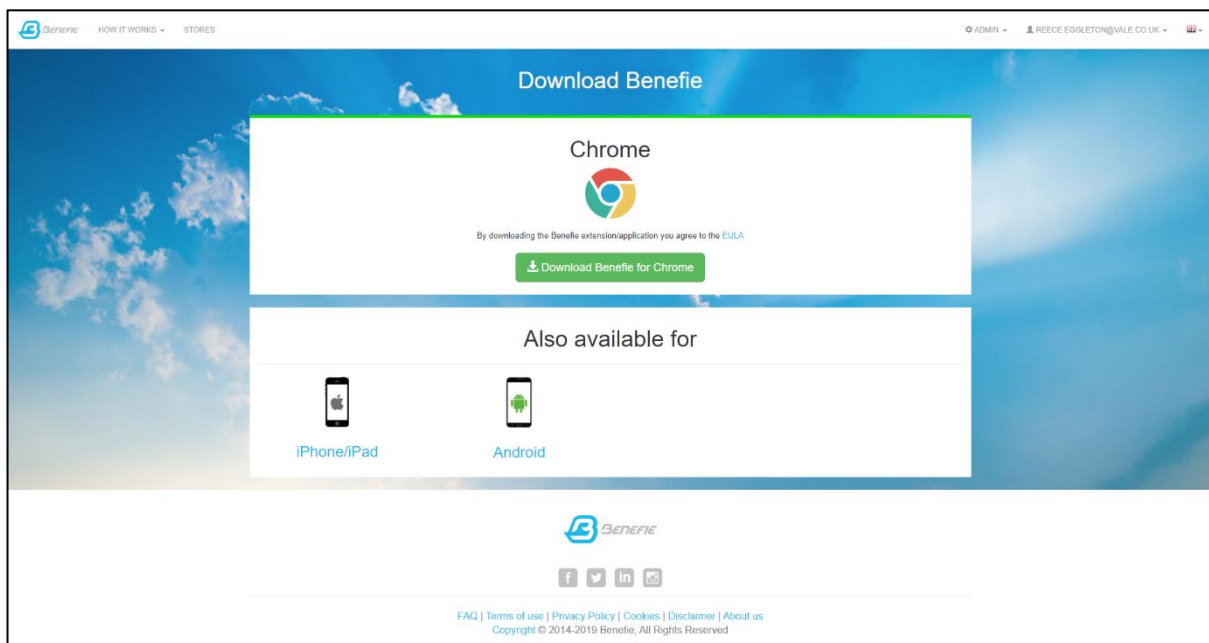 BENEFIE HOW IT WORKS STORES ADMIN REECE.EGGLETON@VALE.CO.UK
Download Benefie
Chrome
By downloading the Benefie extension/application you agree to the EULA
Download Benefie for Chrome
Also available for
iPhone/iPad Android
BENEFIE
FAQ | Terms of use | Privacy Policy | Cookies | Disclaimer | About us
Copyright © 2014-2019 Benefie, All Rights Reserved